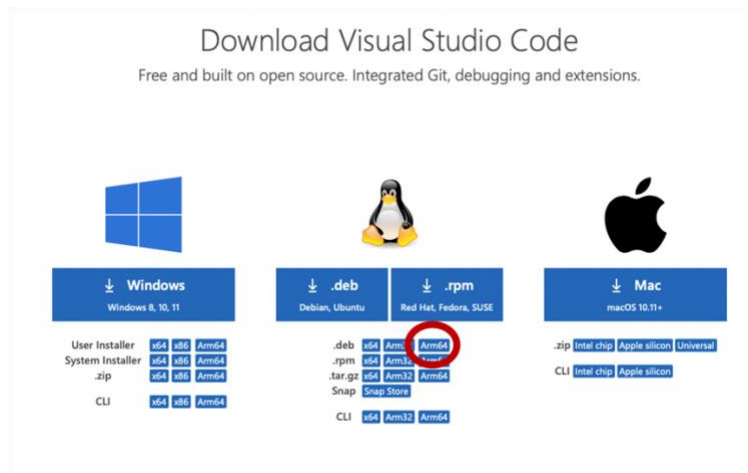 Download Visual Studio Code
Free and built on open source. Integrated Git, debugging and extensions.
Windows
Windows 8, 10, 11
User Installer x64 x86 Arm64
System Installer x64 x86 Arm64
.zip x64 x86 Arm64
CLI x64 x86 Arm64
.deb
Debian, Ubuntu
.rpm
Red Hat, Fedora, SUSE
.deb x64 Arm32 Arm64
.rpm x64 Arm32 Arm64
.tar.gz x64 Arm32 Arm64
Snap Snap Store
CLI x64 Arm32 Arm64
Mac
macOS 10.11+
.zip Intel chip Apple silicon Universal
CLI Intel chip Apple silicon